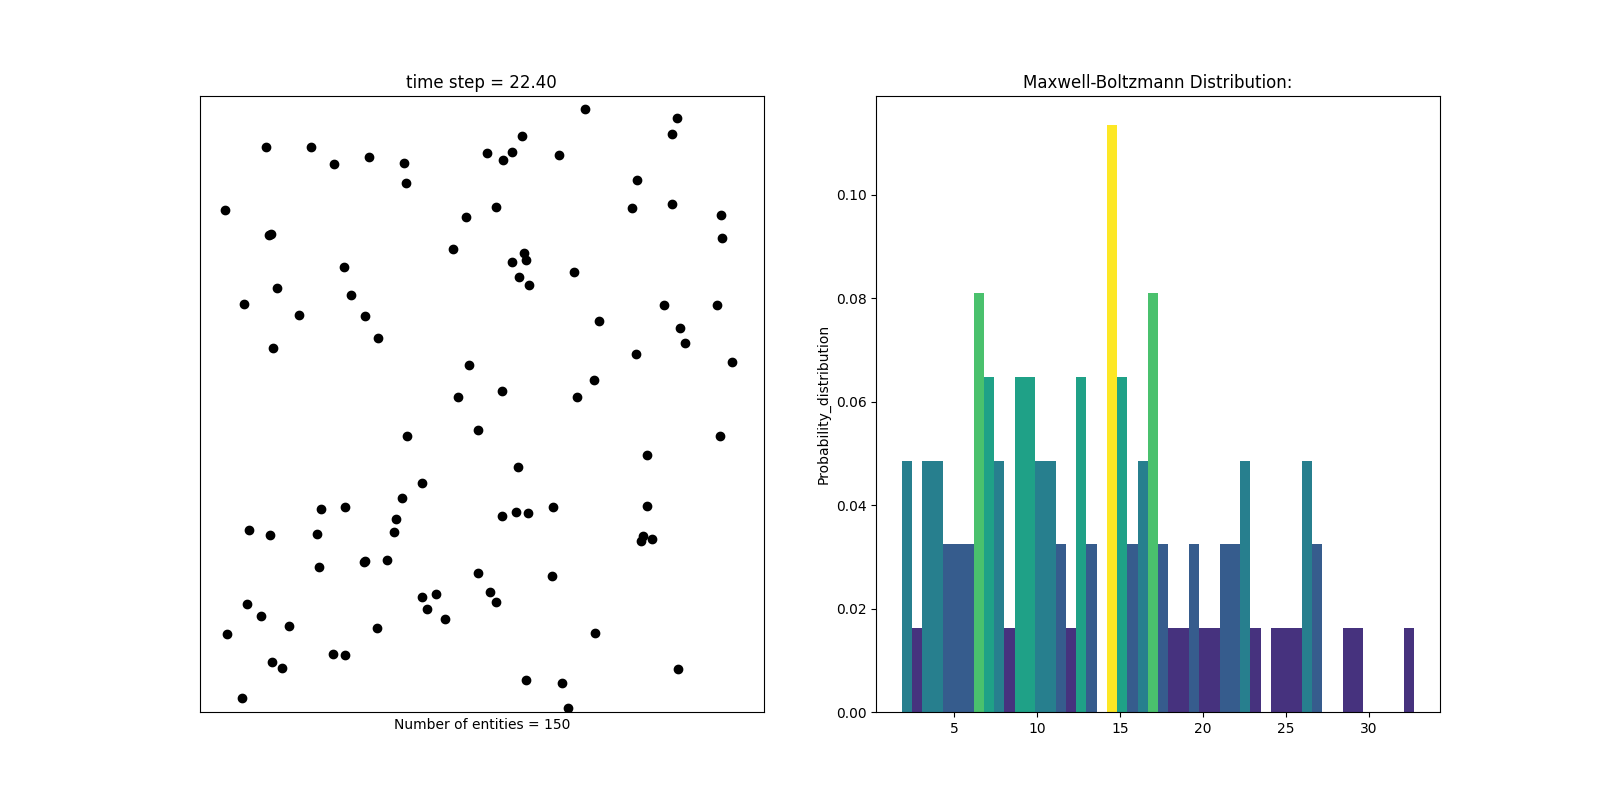 time step = 22.40
Number of entities = 150
Maxwell-Boltzmann Distribution:
Probability_distribution
0.10
0.08
0.06
0.04
0.02
0.00
5 10 15 20 25 30